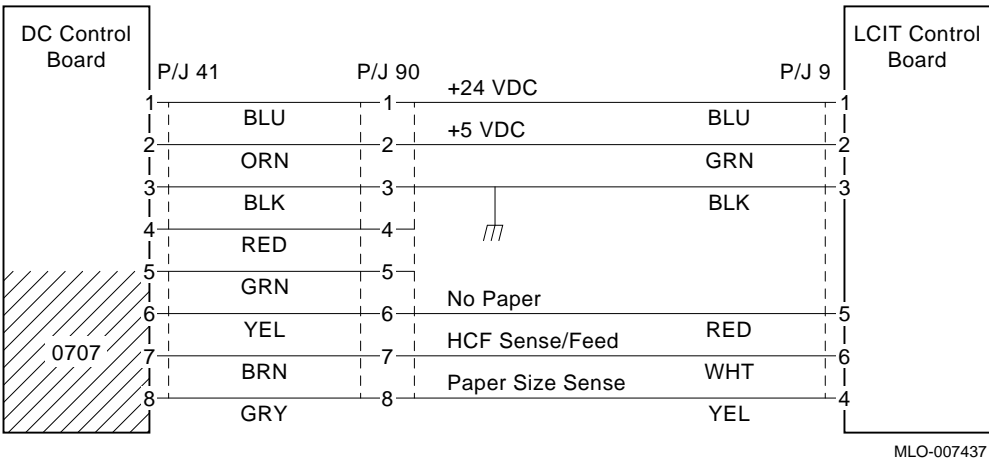 DC Control
Board
LCIT Control
Board
P/J 41
P/J 90
P/J 9
1 1 +24 VDC 1
BLU BLU
2 2 +5 VDC 2
ORN GRN
3 3 3
BLK BLK
4 4
RED
5 5
GRN
6 6 No Paper 5
YEL RED
0707
7 7 HCF Sense/Feed 6
BRN WHT
8 8 Paper Size Sense 4
GRY YEL
MLO-007437